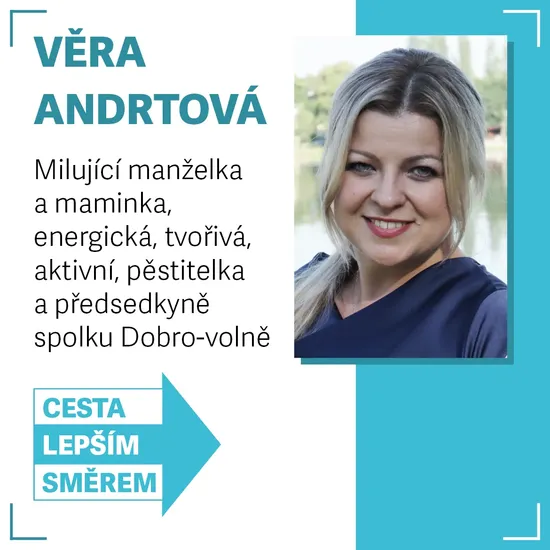 VĚRA
ANDRTOVÁ
Milující manželka
a maminka,
energická, tvořivá,
aktivní, pěstitelka
a předsedkyně
spolku Dobro-volně
CESTA
LEPŠÍM
SMĚREM